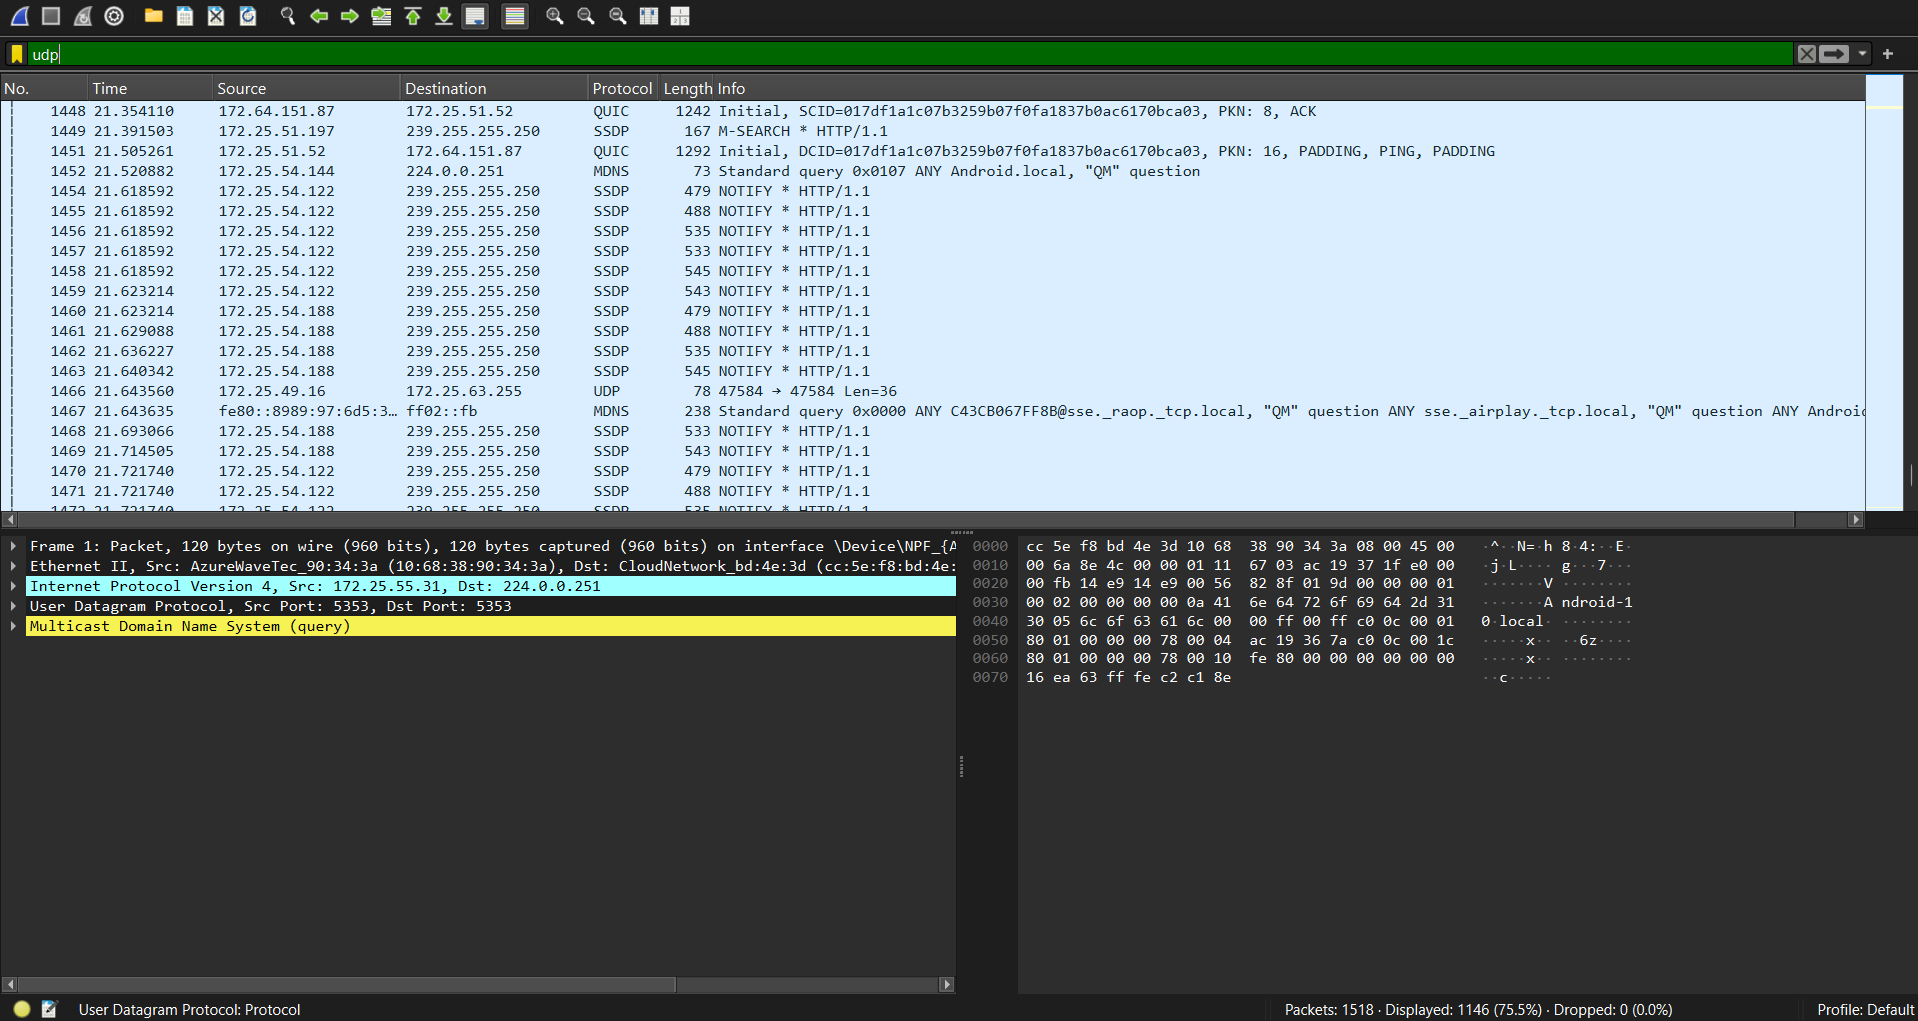 udp
No. Time Source Destination Protocol Length Info
1448 21.354110 172.64.151.87 172.25.51.52 QUIC 1242 Initial, SCID=017df1a1c07b3259b07f0fa1837b0ac6170bca03, PKN: 8, ACK
1449 21.391503 172.25.51.197 239.255.255.250 SSDP 167 M-SEARCH * HTTP/1.1
1451 21.505261 172.25.51.52 172.64.151.87 QUIC 1292 Initial, DCID=017df1a1c07b3259b07f0fa1837b0ac6170bca03, PKN: 16, PADDING, PING, PADDING
1452 21.520882 172.25.54.144 224.0.0.251 MDNS 73 Standard query 0x0107 ANY Android.local, "QM" question
1454 21.618592 172.25.54.122 239.255.255.250 SSDP 479 NOTIFY * HTTP/1.1
1455 21.618592 172.25.54.122 239.255.255.250 SSDP 488 NOTIFY * HTTP/1.1
1456 21.618592 172.25.54.122 239.255.255.250 SSDP 535 NOTIFY * HTTP/1.1
1457 21.618592 172.25.54.122 239.255.255.250 SSDP 533 NOTIFY * HTTP/1.1
1458 21.618592 172.25.54.122 239.255.255.250 SSDP 545 NOTIFY * HTTP/1.1
1459 21.623214 172.25.54.122 239.255.255.250 SSDP 543 NOTIFY * HTTP/1.1
1460 21.623214 172.25.54.188 239.255.255.250 SSDP 479 NOTIFY * HTTP/1.1
1461 21.629088 172.25.54.188 239.255.255.250 SSDP 488 NOTIFY * HTTP/1.1
1462 21.636227 172.25.54.188 239.255.255.250 SSDP 535 NOTIFY * HTTP/1.1
1463 21.640342 172.25.54.188 239.255.255.250 SSDP 545 NOTIFY * HTTP/1.1
1466 21.643560 172.25.49.16 172.25.63.255 UDP 78 47584 → 47584 Len=36
1467 21.643635 fe80::8989:97:6d5:3… ff02::fb MDNS 238 Standard query 0x0000 ANY C43CB067FF8B@sse._raop._tcp.local, "QM" question ANY sse._airplay._tcp.local, "QM" question ANY Androi
1468 21.693066 172.25.54.188 239.255.255.250 SSDP 533 NOTIFY * HTTP/1.1
1469 21.714505 172.25.54.188 239.255.255.250 SSDP 543 NOTIFY * HTTP/1.1
1470 21.721740 172.25.54.122 239.255.255.250 SSDP 479 NOTIFY * HTTP/1.1
1471 21.721740 172.25.54.122 239.255.255.250 SSDP 488 NOTIFY * HTTP/1.1
1472 21.721740 172.25.54.122 239.255.255.250 SSDP 535 NOTIFY * HTTP/1.1
Frame 1: Packet, 120 bytes on wire (960 bits), 120 bytes captured (960 bits) on interface \Device\NPF_{A
Ethernet II, Src: AzureWaveTec_90:34:3a (10:68:38:90:34:3a), Dst: CloudNetwork_bd:4e:3d (cc:5e:f8:bd:4e:
Internet Protocol Version 4, Src: 172.25.55.31, Dst: 224.0.0.251
User Datagram Protocol, Src Port: 5353, Dst Port: 5353
Multicast Domain Name System (query)
0000 cc 5e f8 bd 4e 3d 10 68 38 90 34 3a 08 00 45 00 ·^··N=·h 8·4:··E·
0010 00 6a 8e 4c 00 00 01 11 67 03 ac 19 37 1f e0 00 ·j·L···· g···7···
0020 00 fb 14 e9 14 e9 00 56 82 8f 01 9d 00 00 00 01 ·······V ········
0030 00 02 00 00 00 00 0a 41 6e 64 72 6f 69 64 2d 31 ·······A ndroid-1
0040 30 05 6c 6f 63 61 6c 00 00 ff 00 ff c0 0c 00 01 0·local· ········
0050 80 01 00 00 00 78 00 04 ac 19 36 7a c0 0c 00 1c ·····x·· ··6z····
0060 80 01 00 00 00 78 00 10 fe 80 00 00 00 00 00 00 ·····x·· ········
0070 16 ea 63 ff fe c2 c1 8e ··c·····
User Datagram Protocol: Protocol
Packets: 1518 · Displayed: 1146 (75.5%) · Dropped: 0 (0.0%)
Profile: Default